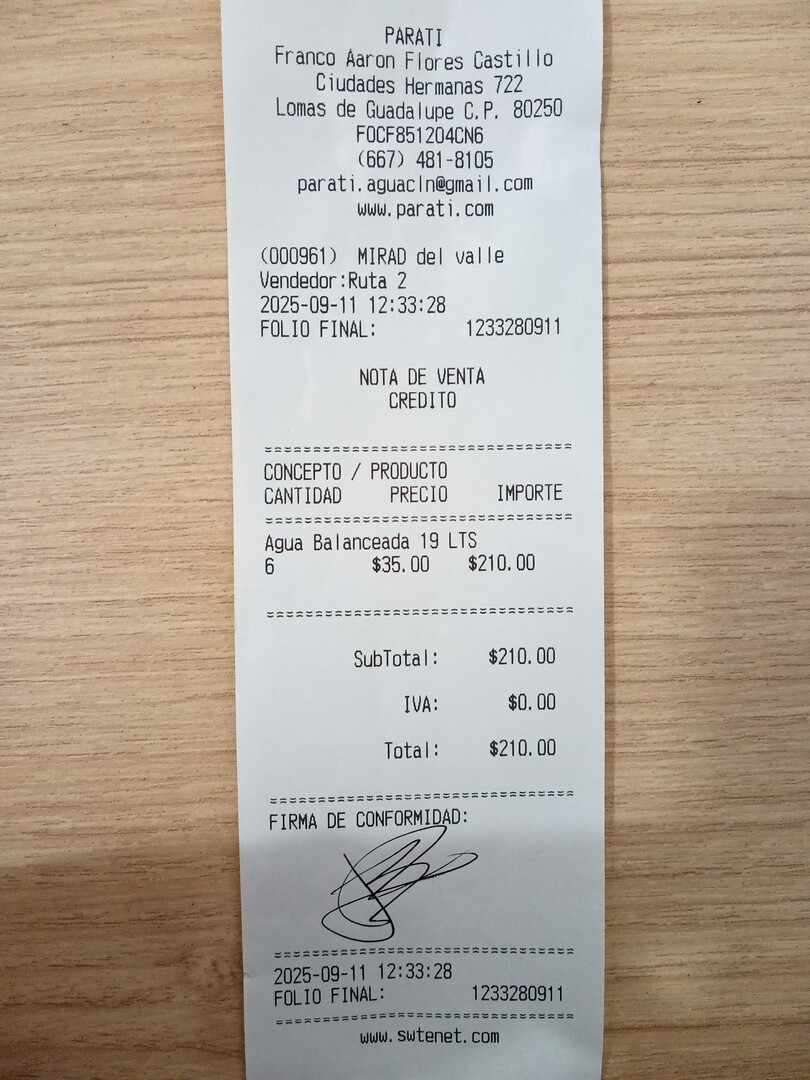 PARATI
Franco Aaron Flores Castillo
Ciudades Hermanas 722
Lomas de Guadalupe C.P. 80250
FOCF851204CN6
(667) 481-8105
parati.aguacln@gmail.com
www.parati.com
(000961) MIRAD del valle
Vendedor:Ruta 2
2025-09-11 12:33:28
FOLIO FINAL: 1233280911
NOTA DE VENTA
CREDITO
CONCEPTO / PRODUCTO
CANTIDAD PRECIO IMPORTE
Agua Balanceada 19 LTS
6 $35.00 $210.00
SubTotal: $210.00
IVA: $0.00
Total: $210.00
FIRMA DE CONFORMIDAD:
2025-09-11 12:33:28
FOLIO FINAL: 1233280911
www.swtenet.com